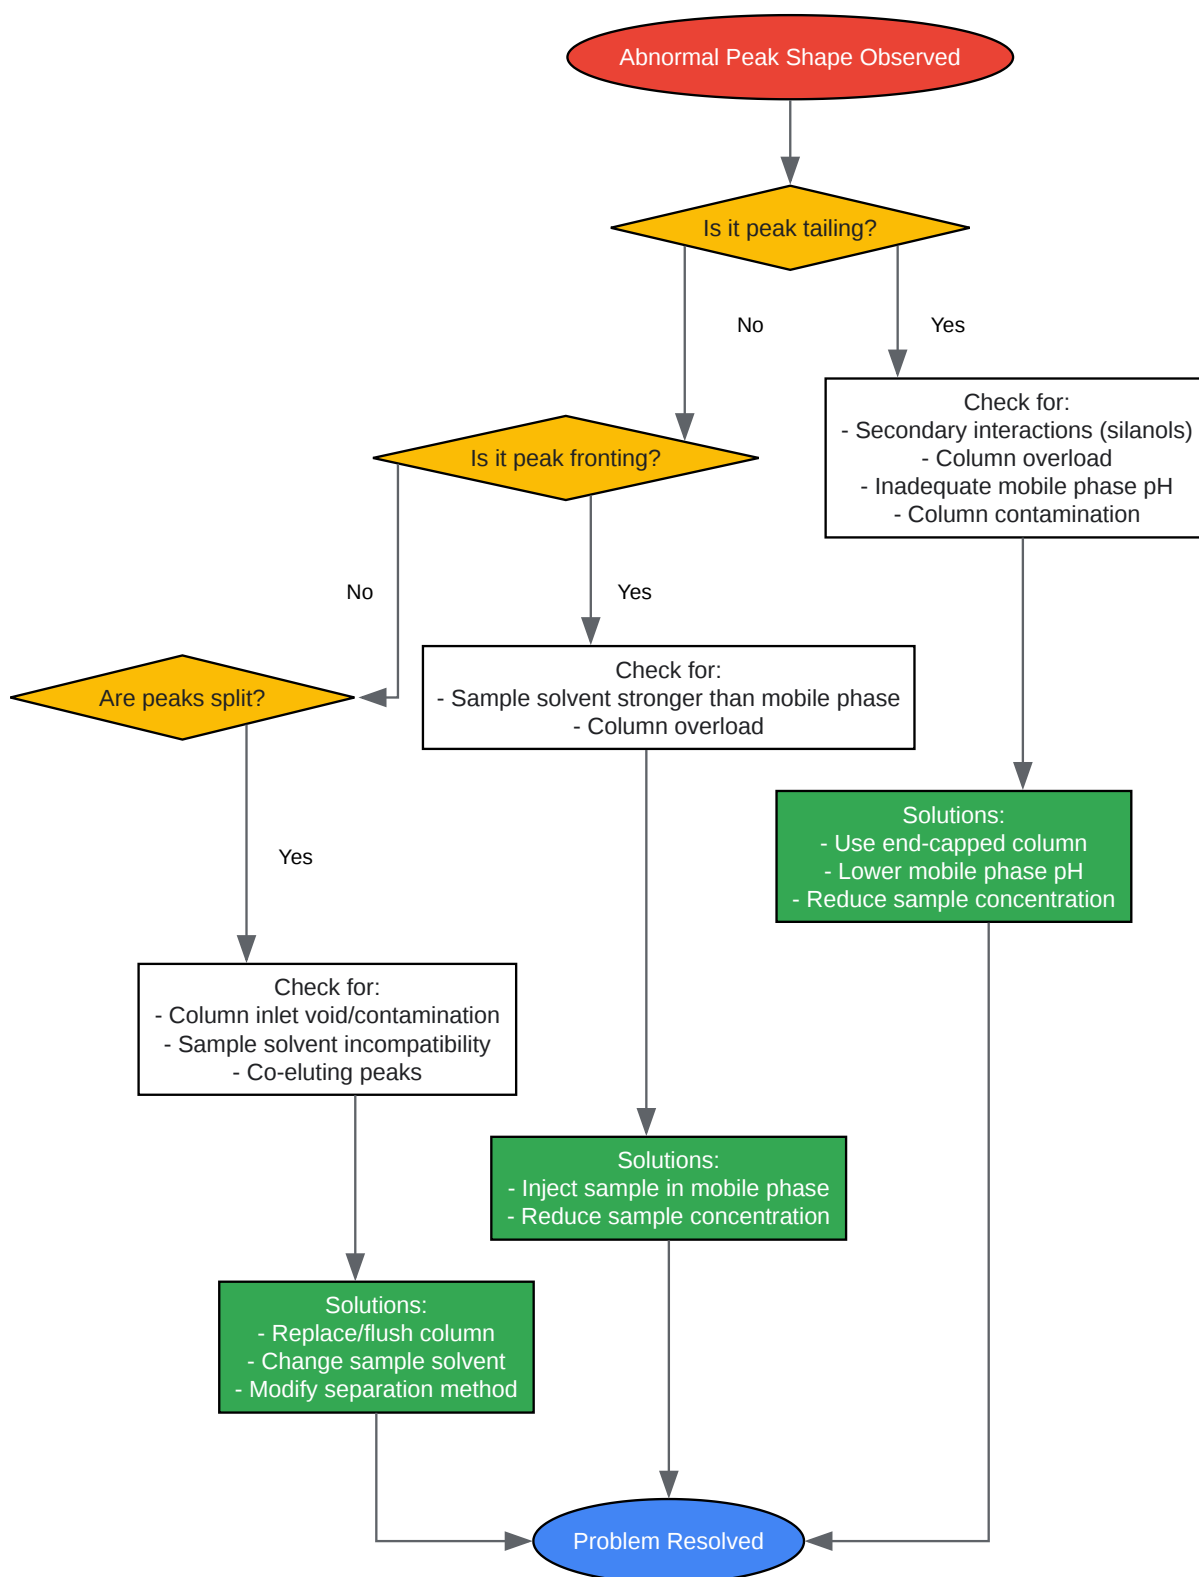 Abnormal Peak Shape Observed
Is it peak tailing?
No
Yes
Check for:
- Secondary interactions (silanols)
- Column overload
- Inadequate mobile phase pH
- Column contamination
Is it peak fronting?
No
Yes
Check for:
- Sample solvent stronger than mobile phase
- Column overload
Are peaks split?
Yes
Solutions:
- Use end-capped column
- Lower mobile phase pH
- Reduce sample concentration
Check for:
- Column inlet void/contamination
- Sample solvent incompatibility
- Co-eluting peaks
Solutions:
- Inject sample in mobile phase
- Reduce sample concentration
Solutions:
- Replace/flush column
- Change sample solvent
- Modify separation method
Problem Resolved